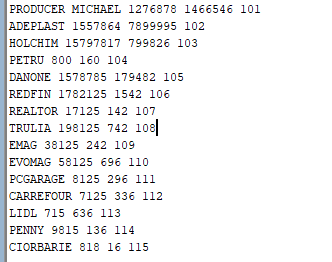 PRODUCER MICHAEL 1276878 1466546 101
ADEPLAST 1557864 7899995 102
HOLCHIM 15797817 799826 103
PETRU 800 160 104
DANONE 1578785 179482 105
REDFIN 1782125 1542 106
REALTOR 17125 142 107
TRULIA 198125 742 108
EMAG 38125 242 109
EVOMAG 58125 696 110
PCGARAGE 8125 296 111
CARREFOUR 7125 336 112
LIDL 715 636 113
PENNY 9815 136 114
CIORBARIE 818 16 115